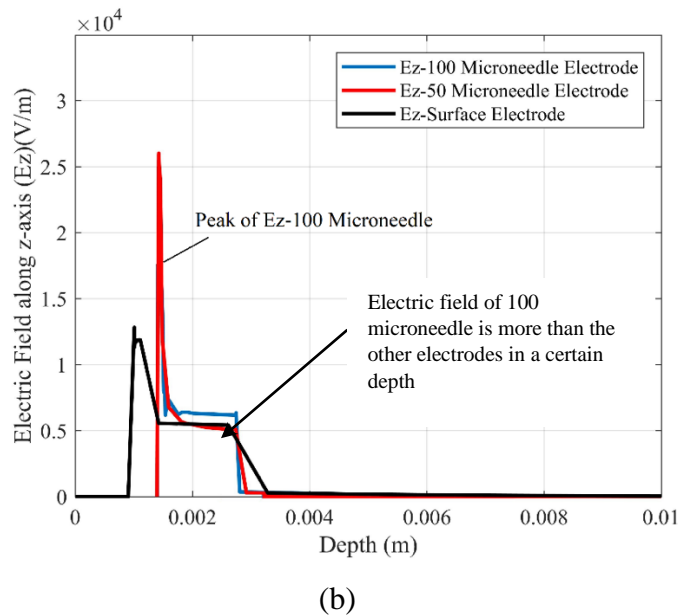 ×10⁴
Ez-100 Microneedle Electrode
Ez-50 Microneedle Electrode
Ez-Surface Electrode
3
2.5
2
1.5
1
0.5
0
Electric Field along z-axis (Ez)(V/m)
Peak of Ez-100 Microneedle
Electric field of 100
microneedle is more than the
other electrodes in a certain
depth
0 0.002 0.004 0.006 0.008 0.01
Depth (m)
(b)